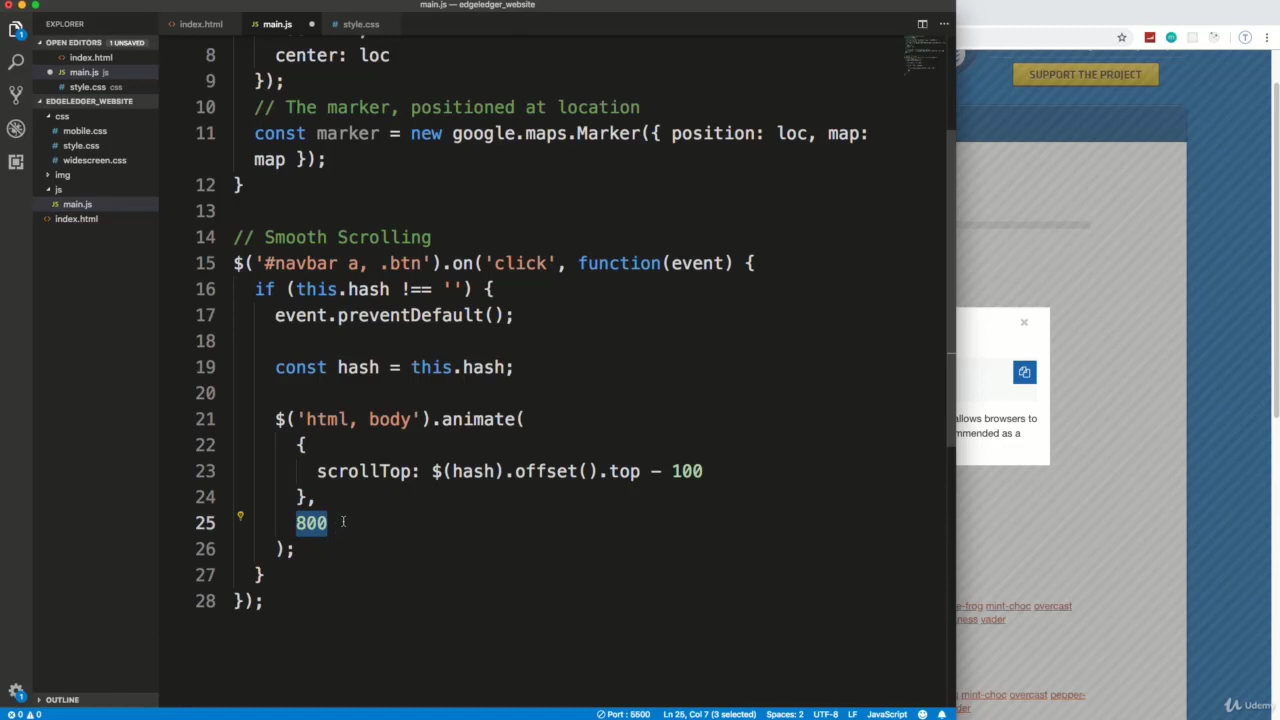 main.js — edgeledger_website
EXPLORER
index.html
main.js
style.css
OPEN EDITORS 1 UNSAVED
index.html
main.js js
style.css css
EDGELEDGER_WEBSITE
css
mobile.css
style.css
widescreen.css
img
js
main.js
index.html
OUTLINE
8 center: loc
9 });
10 // The marker, positioned at location
11 const marker = new google.maps.Marker({ position: loc, map:
map });
12 }
13
14 // Smooth Scrolling
15 $('#navbar a, .btn').on('click', function(event) {
16 if (this.hash !== '') {
17 event.preventDefault();
18
19 const hash = this.hash;
20
21 $('html, body').animate(
22 {
23 scrollTop: $(hash).offset().top - 100
24 },
25 800
26 );
27 }
28 });
SUPPORT THE PROJECT
allows browsers to
mmended as a
e-frog mint-choc overcast
vader
mint-choc overcast pepper-
Udemy
0 0
Port : 5500
Ln 25, Col 7 (3 selected)
Spaces: 2
UTF-8
LF
JavaScript